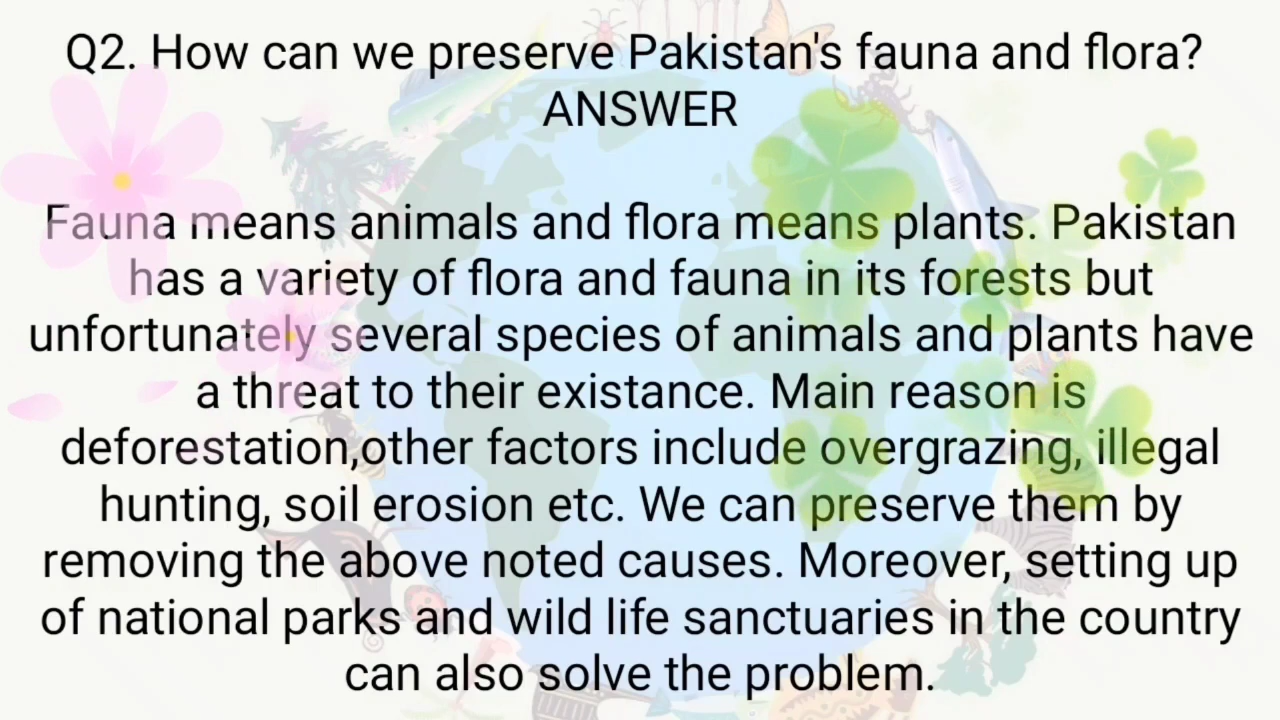 Q2. How can we preserve Pakistan's fauna and flora?
ANSWER
Fauna means animals and flora means plants. Pakistan
has a variety of flora and fauna in its forests but
unfortunately several species of animals and plants have
a threat to their existance. Main reason is
deforestation,other factors include overgrazing, illegal
hunting, soil erosion etc. We can preserve them by
removing the above noted causes. Moreover, setting up
of national parks and wild life sanctuaries in the country
can also solve the problem.